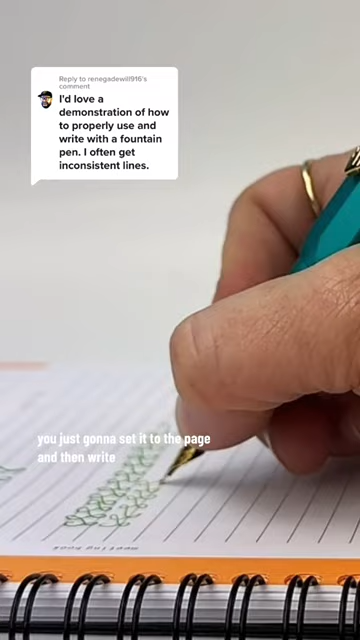 Reply to renegadewill916's
comment
I'd love a
demonstration of how
to properly use and
write with a fountain
pen. I often get
inconsistent lines.
you just gonna set it to the page
and then write